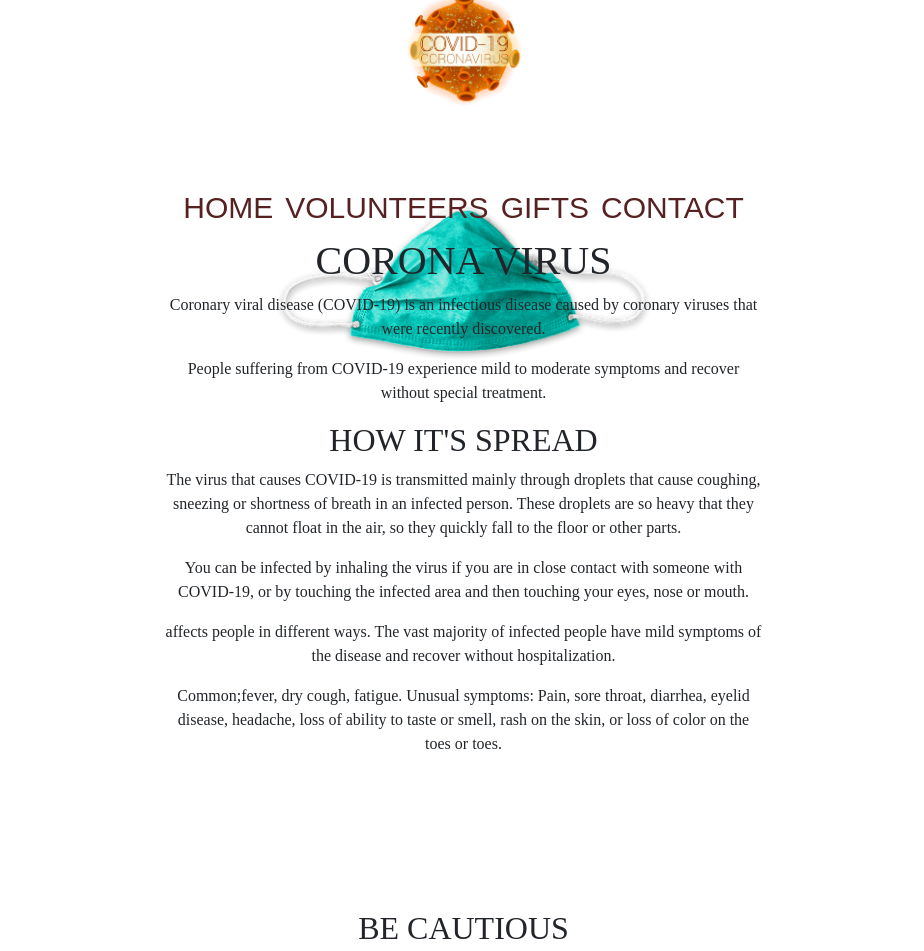 COVID-19
CORONAVIRUS
HOME VOLUNTEERS GIFTS CONTACT
CORONA VIRUS
Coronary viral disease (COVID-19) is an infectious disease caused by coronary viruses that
were recently discovered.
People suffering from COVID-19 experience mild to moderate symptoms and recover
without special treatment.
HOW IT'S SPREAD
The virus that causes COVID-19 is transmitted mainly through droplets that cause coughing,
sneezing or shortness of breath in an infected person. These droplets are so heavy that they
cannot float in the air, so they quickly fall to the floor or other parts.
You can be infected by inhaling the virus if you are in close contact with someone with
COVID-19, or by touching the infected area and then touching your eyes, nose or mouth.
affects people in different ways. The vast majority of infected people have mild symptoms of
the disease and recover without hospitalization.
Common;fever, dry cough, fatigue. Unusual symptoms: Pain, sore throat, diarrhea, eyelid
disease, headache, loss of ability to taste or smell, rash on the skin, or loss of color on the
toes or toes.
BE CAUTIOUS